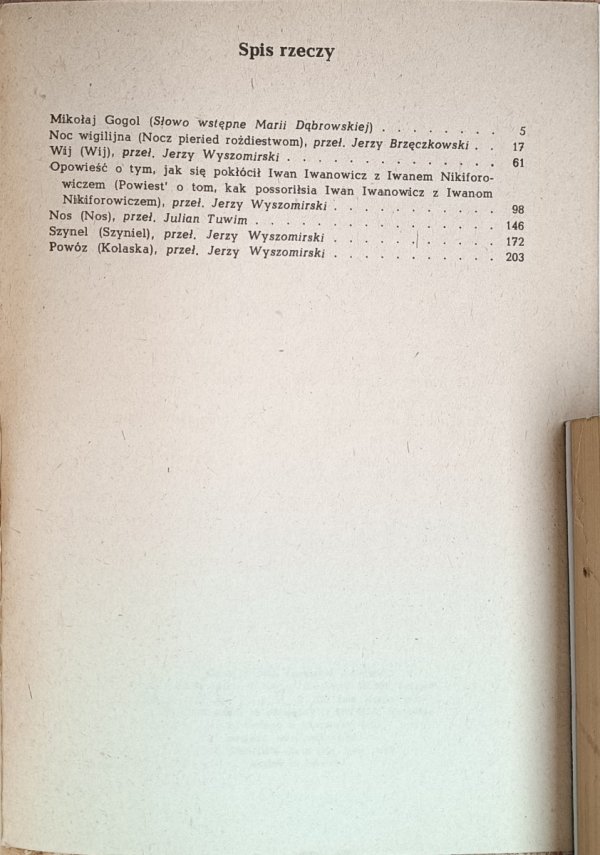 Spis rzeczy
Mikołaj Gogol (Słowo wstępne Marii Dąbrowskiej) . . . . . . . . 5
Noc wigilijna (Nocz pieried rożdiestwom), przeł. Jerzy Brzęczkowski . . 17
Wij (Wij), przeł. Jerzy Wyszomirski . . . . . . . . . . . . . 61
Opowieść o tym, jak się pokłócił Iwan Iwanowicz z Iwanem Nikiforo-
wiczem (Powiest' o tom, kak possoriłsia Iwan Iwanowicz z Iwanom
Nikiforowiczem), przeł. Jerzy Wyszomirski . . . . . . . . . . 98
Nos (Nos), przeł. Julian Tuwim . . . . . . . . . . . . . . . 146
Szynel (Szyniel), przeł. Jerzy Wyszomirski . . . . . . . . . . 172
Powóz (Kolaska), przeł. Jerzy Wyszomirski . . . . . . . . . . 203